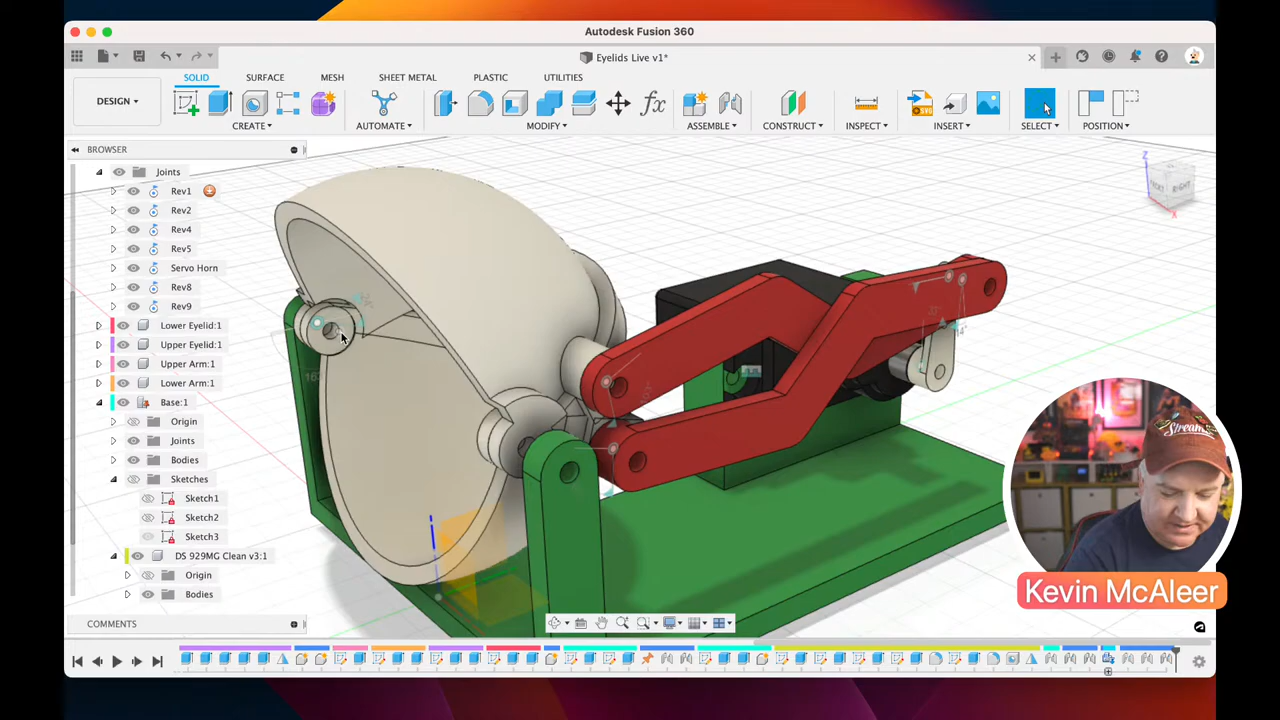 Autodesk Fusion 360
Eyelids Live v1*
SOLID SURFACE MESH SHEET METAL PLASTIC UTILITIES
DESIGN
CREATE AUTOMATE MODIFY ASSEMBLE CONSTRUCT INSPECT INSERT SELECT POSITION
BROWSER
Joints
Rev1
Rev2
Rev4
Rev5
Servo Horn
Rev8
Rev9
Lower Eyelid:1
Upper Eyelid:1
Upper Arm:1
Lower Arm:1
Base:1
Origin
Joints
Bodies
Sketches
Sketch1
Sketch2
Sketch3
DS 929MG Clean v3:1
Origin
Bodies
COMMENTS
Z
X
RIGHT
Stream
Kevin McAleer